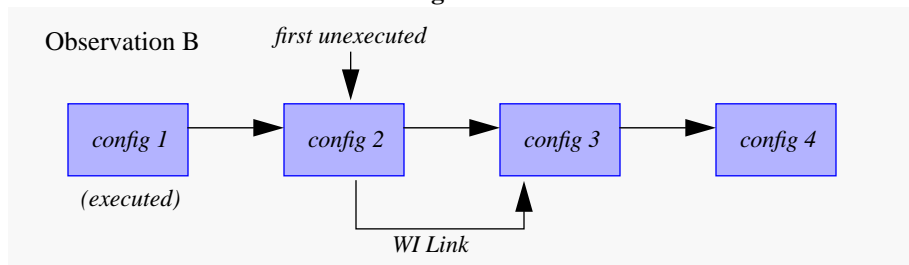 Observation B
first unexecuted
config 1
config 2
config 3
config 4
(executed)
WI Link